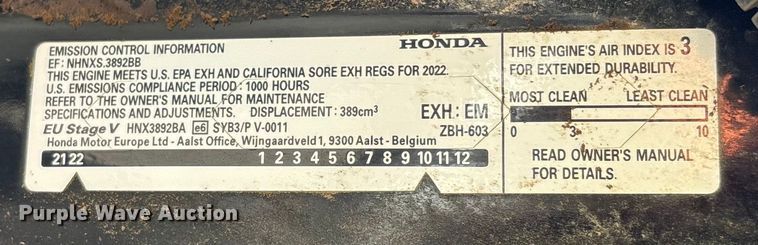 EMISSION CONTROL INFORMATION
HONDA
EF: NHNXS.3892BB
THIS ENGINE MEETS U.S. EPA EXH AND CALIFORNIA SORE EXH REGS FOR 2022.
U.S. EMISSIONS COMPLIANCE PERIOD: 1000 HOURS
REFER TO THE OWNER'S MANUAL FOR MAINTENANCE
SPECIFICATIONS AND ADJUSTMENTS. DISPLACEMENT: 389cm³ EXH: EM
EU Stage V HNX3892BA e6 SYB3/P V-0011 ZBH-603
Honda Motor Europe Ltd - Aalst Office, Wijngaardveld 1, 9300 Aalst - Belgium
21 22 1 2 3 4 5 6 7 8 9 10 11 12
THIS ENGINE'S AIR INDEX IS 3
FOR EXTENDED DURABILITY.
MOST CLEAN LEAST CLEAN
0 3 10
READ OWNER'S MANUAL
FOR DETAILS.
Purple Wave Auction